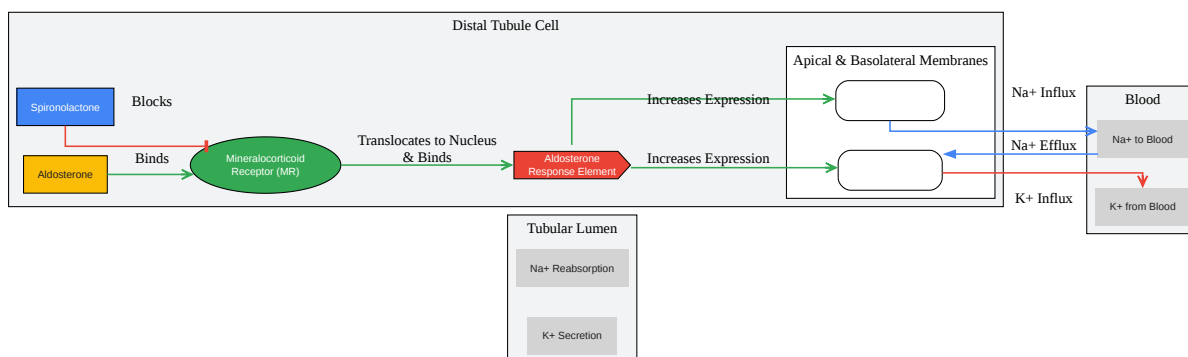 Distal Tubule Cell
Apical & Basolateral Membranes
Spironolactone
Blocks
Aldosterone
Binds
Mineralocorticoid
Receptor (MR)
Translocates to Nucleus
& Binds
Aldosterone
Response Element
Increases Expression
Increases Expression
Na+ Influx
Na+ Efflux
K+ Influx
Blood
Na+ to Blood
K+ from Blood
Tubular Lumen
Na+ Reabsorption
K+ Secretion